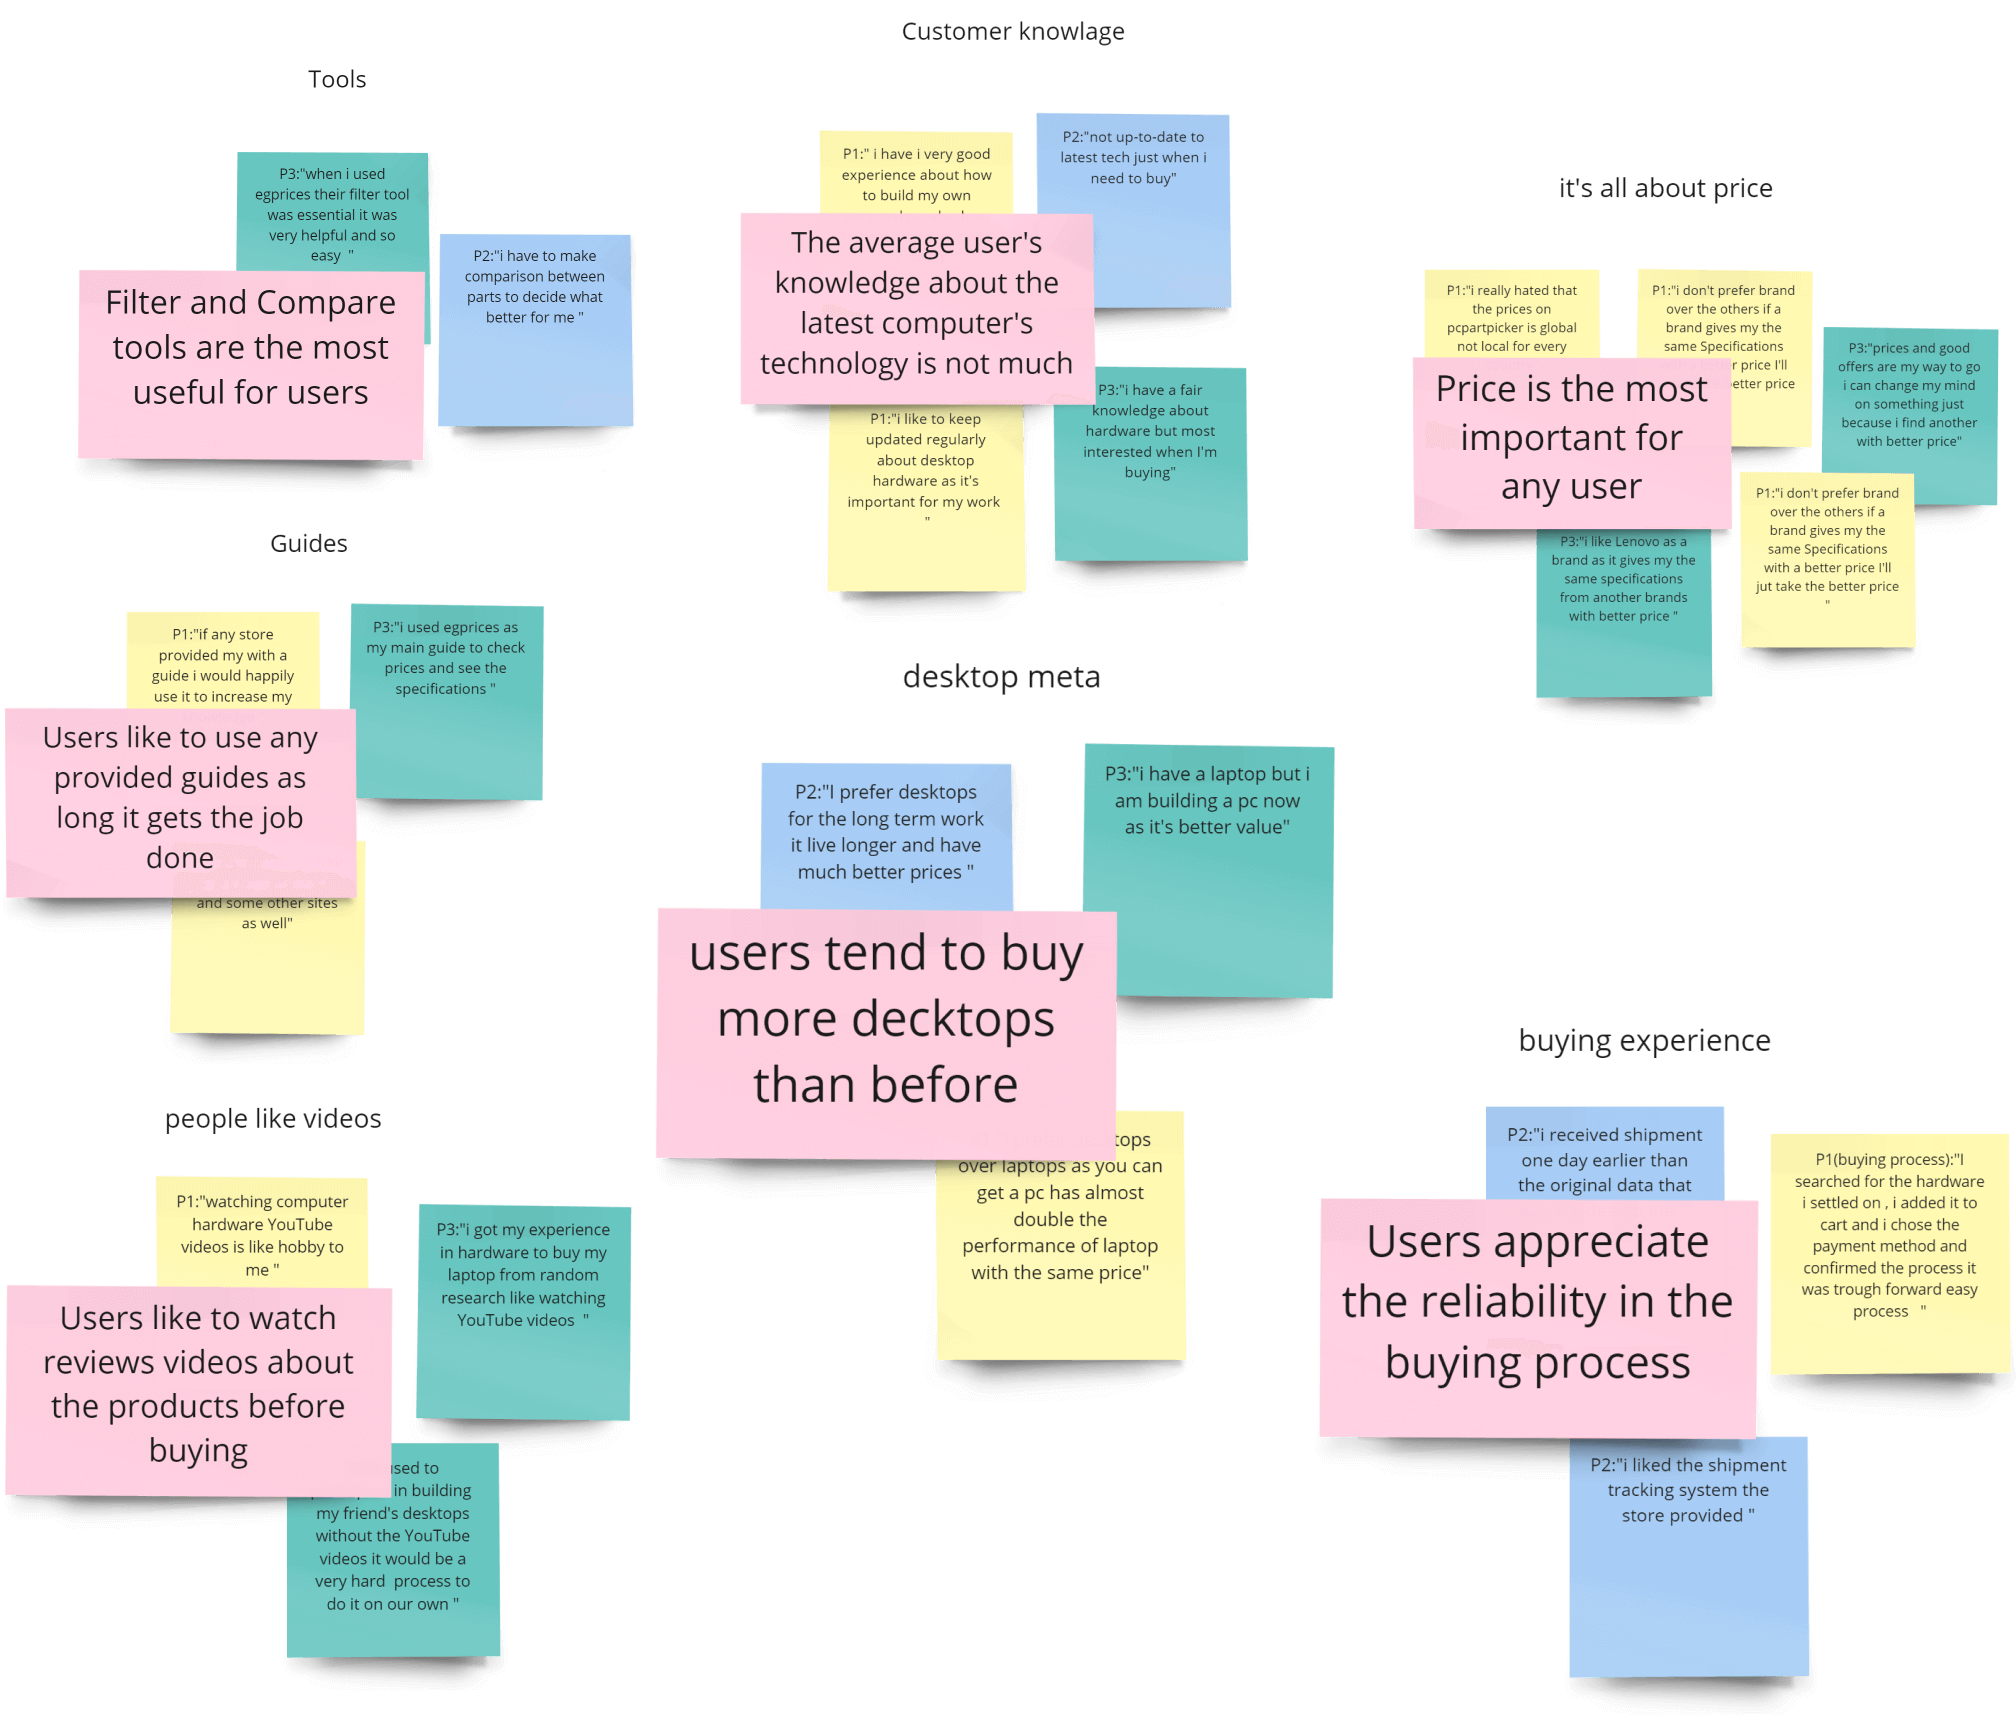 Customer knowlage
Tools
P3:"when i used
egprices their filter tool
was essential it was
very helpful and so
easy  "
P2:"i have to make
comparison between
parts to decide what
better for me "
Filter and Compare
tools are the most
useful for users
P1:" i have i very good
experience about how
to build my own
P2:"not up-to-date to
latest tech just when i
need to buy"
The average user's
knowledge about the
latest computer's
technology is not much
P1:"i like to keep
updated regularly
about desktop
hardware as it's
important for my work
"
P3:"i have a fair
knowledge about
hardware but most
interested when I'm
buying"
it's all about price
P1:"i really hated that
the prices on
pcpartpicker is global
not local for every
P1:"i don't prefer brand
over the others if a
brand gives my the
same Specifications
price I'll
better price
P3:"prices and good
offers are my way to go
i can change my mind
on something just
because i find another
with better price"
Price is the most
important for
any user
P1:"i don't prefer brand
over the others if a
brand gives my the
same Specifications
with a better price I'll
jut take the better price
"
P3:"i like Lenovo as a
brand as it gives my the
same specifications
from another brands
with better price "
Guides
P1:"if any store
provided my with a
guide i would happily
use it to increase my
P3:"i used egprices as
my main guide to check
prices and see the
specifications "
Users like to use any
provided guides as
long it gets the job
done
and some other sites
as well"
desktop meta
P2:"I prefer desktops
for the long term work
it live longer and have
much better prices "
P3:"i have a laptop but i
am building a pc now
as it's better value"
users tend to buy
more decktops
than before
over laptops as you can
get a pc has almost
double the
performance of laptop
with the same price"
people like videos
P1:"watching computer
hardware YouTube
videos is like hobby to
me "
P3:"i got my experience
in hardware to buy my
laptop from random
research like watching
YouTube videos  "
Users like to watch
reviews videos about
the products before
buying
used to
in building
my friend's desktops
without the YouTube
videos it would be a
very hard  process to
do it on our own "
buying experience
P2:"i received shipment
one day earlier than
the original data that
P1(buying process):"I
searched for the hardware
i settled on , i added it to
cart and i chose the
payment method and
confirmed the process it
was trough forward easy
process   "
Users appreciate
the reliability in the
buying process
P2:"i liked the shipment
tracking system the
store provided "